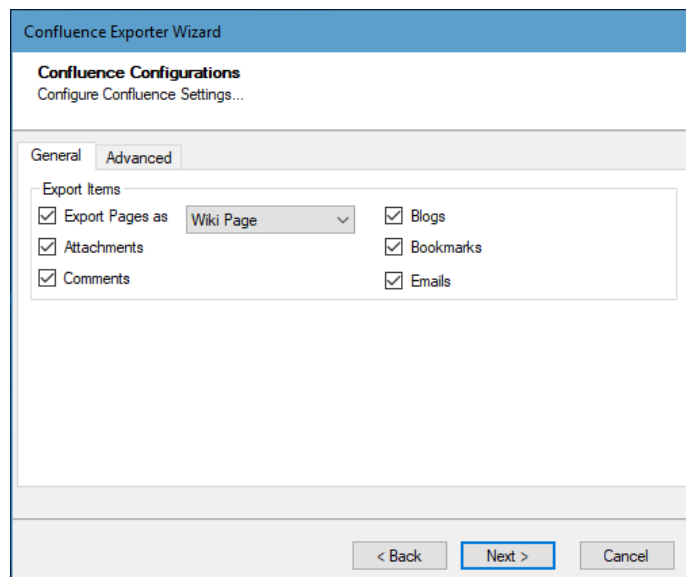 Confluence Exporter Wizard
Confluence Configurations
Configure Confluence Settings...
General Advanced
Export Items
Export Pages as Wiki Page Blogs
Attachments Bookmarks
Comments Emails
< Back Next > Cancel